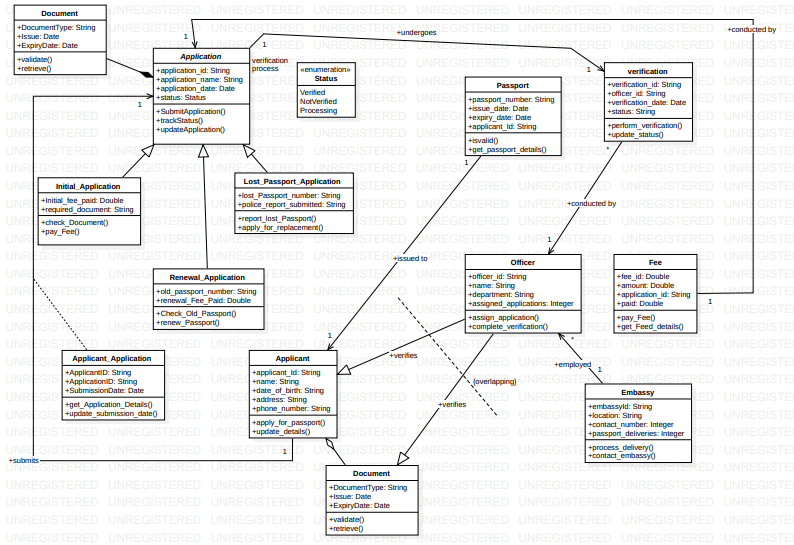 Document
+DocumentType: String
+Issue: Date
+ExpiryDate: Date
+validate()
+retrieve()
1
+undergoes
+conducted by
Application
+application_id: String
+application_name: String
+application_date: Date
+status: Status
+SubmitApplication()
+trackStatus()
+updateApplication()
1
verification
process
1
«enumeration»
Status
Verified
NotVerified
Processing
1
verification
+verification_id: String
+officer_id: String
+verification_date: Date
+status: String
+perform_verification()
+update_status()
*
Passport
+passport_number: String
+issue_date: Date
+expiry_date: Date
+applicant_Id: String
+isvalid()
+get_passport_details()
1
Initial_Application
+Initial_fee_paid: Double
+required_document: String
+check_Document()
+pay_Fee()
Lost_Passport_Application
+lost_Passport_number: String
+police_report_submitted: String
+report_lost_Passport()
+apply_for_replacement()
+conducted by
1
+issued to
Renewal_Application
+old_passport_number: String
+renewal_Fee_Paid: Double
+Check_Old_Passport()
+renew_Passport()
Officer
+officer_id: String
+name: String
+department: String
+assigned_applications: Integer
+assign_application()
+complete_verification()
Fee
+fee_id: Double
+amount: Double
+application_id: String
+paid: Double
+pay_Fee()
+get_Feed_details()
1
1
*
+employed
1
Applicant_Application
+ApplicantID: String
+ApplicationID: String
+SubmissionDate: Date
+get_Application_Details()
+update_submission_date()
Applicant
+applicant_Id: String
+name: String
+date_of_birth: String
+address: String
+phone_number: String
+apply_for_passport()
+update_details()
+verifies
(overlapping)
+verifies
Embassy
+embassyId: String
+location: String
+contact_number: Integer
+passport_deliveries: Integer
+process_delivery()
+contact_embassy()
1
+submits
Document
+DocumentType: String
+Issue: Date
+ExpiryDate: Date
+validate()
+retrieve()
UNREGISTERED